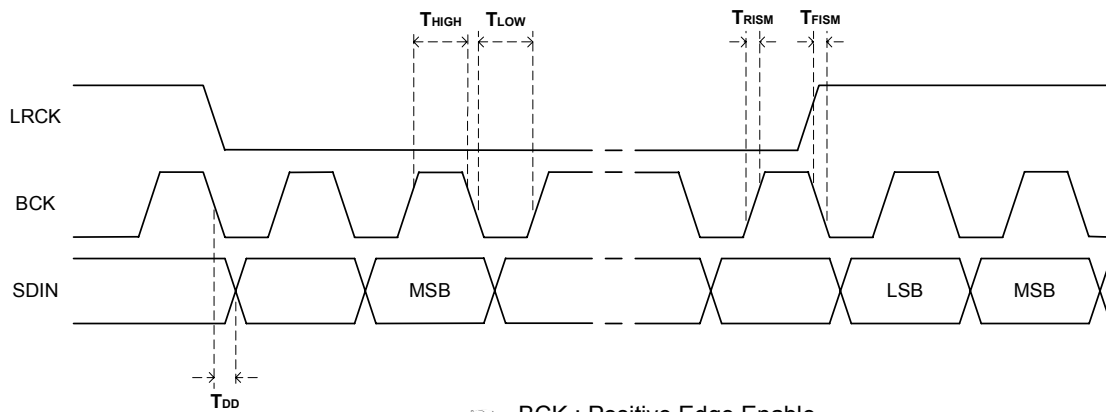 THIGH TLOW TRISM TFISM
LRCK
BCK
SDIN MSB LSB MSB
TDD
BCK : Positive Edge Enable